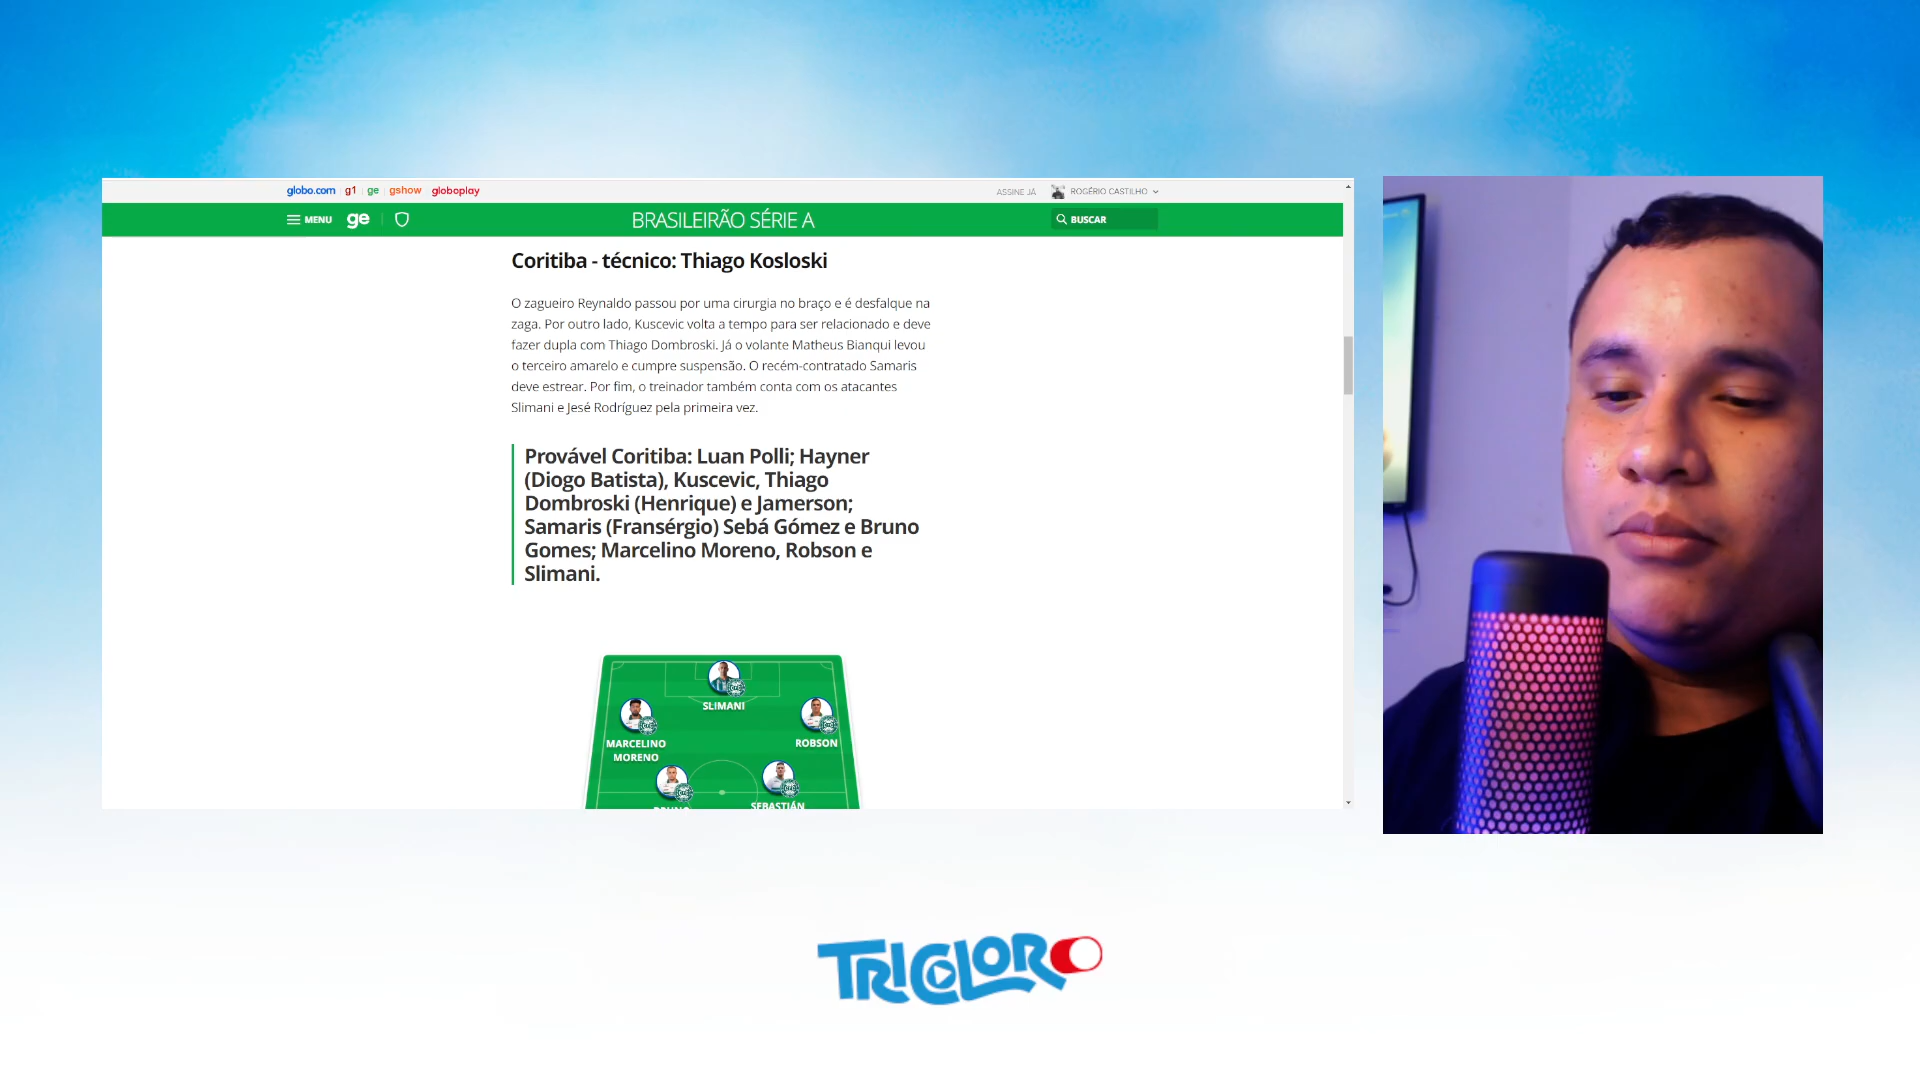 globo.com g1 ge gshow globoplay
ASSINE JÁ ROGÉRIO CASTILHO
MENU ge BRASILEIRÃO SÉRIE A BUSCAR
Coritiba - técnico: Thiago Kosloski
O zagueiro Reynaldo passou por uma cirurgia no braço e é desfalque na
zaga. Por outro lado, Kuscevic volta a tempo para ser relacionado e deve
fazer dupla com Thiago Dombroski. Já o volante Matheus Bianqui levou
o terceiro amarelo e cumpre suspensão. O recém-contratado Samaris
deve estrear. Por fim, o treinador também conta com os atacantes
Slimani e Jesé Rodríguez pela primeira vez.
Provável Coritiba: Luan Polli; Hayner
(Diogo Batista), Kuscevic, Thiago
Dombroski (Henrique) e Jamerson;
Samaris (Fransérgio) Sebá Gómez e Bruno
Gomes; Marcelino Moreno, Robson e
Slimani.
SLIMANI
MARCELINO
MORENO
ROBSON
BRUNO
SEBASTIÁN
TRICOLOR